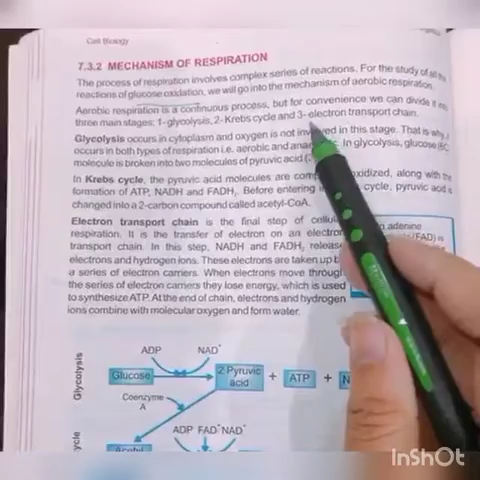 Cell Biology
7.3.2 MECHANISM OF RESPIRATION
The process of respiration involves complex series of reactions. For the study of all the
reactions of glucose oxidation, we will go into the mechanism of aerobic respiration.
Aerobic respiration is a continuous process, but for convenience we can divide it into
three main stages: 1-glycolysis, 2- Krebs cycle and 3- electron transport chain.
Glycolysis occurs in cytoplasm and oxygen is not involved in this stage. That is why, it
occurs in both types of respiration i.e. aerobic and In glycolysis, glucose (6C)
molecule is broken into two molecules of pyruvic acid
In Krebs cycle, the pyruvic acid molecules are oxidized, along with the
formation of ATP, NADH and FADH₂. Before entering cycle, pyruvic acid is
changed into a 2-carbon compound called acetyl-CoA.
Electron transport chain is the final step of cellular
adenine
respiration. It is the transfer of electron on an electron
(FAD) is
transport chain. In this step, NADH and FADH₂ release
electrons and hydrogen ions. These electrons are taken up
a series of electron carriers. When electrons move through
the series of electron carriers they lose energy, which is used
to synthesize ATP. At the end of chain, electrons and hydrogen
ions combine with molecular oxygen and form water.
Glycolysis
ADP NAD⁺
Glucose 2 Pyruvic acid + ATP + N
Coenzyme
A
ADP FAD⁺ NAD⁺
Acetyl
InShOt